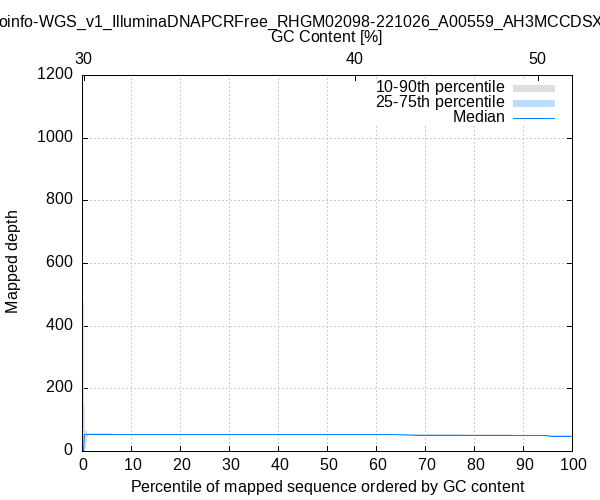 oinfo-WGS_v1_IlluminaDNAPCRFree_RHGM02098-221026_A00559_AH3MCCDSX
GC Content [%]
30 40 50
1200
1000
800
600
400
200
0
10-90th percentile
25-75th percentile
Median
Mapped depth
0 10 20 30 40 50 60 70 80 90 100
Percentile of mapped sequence ordered by GC content